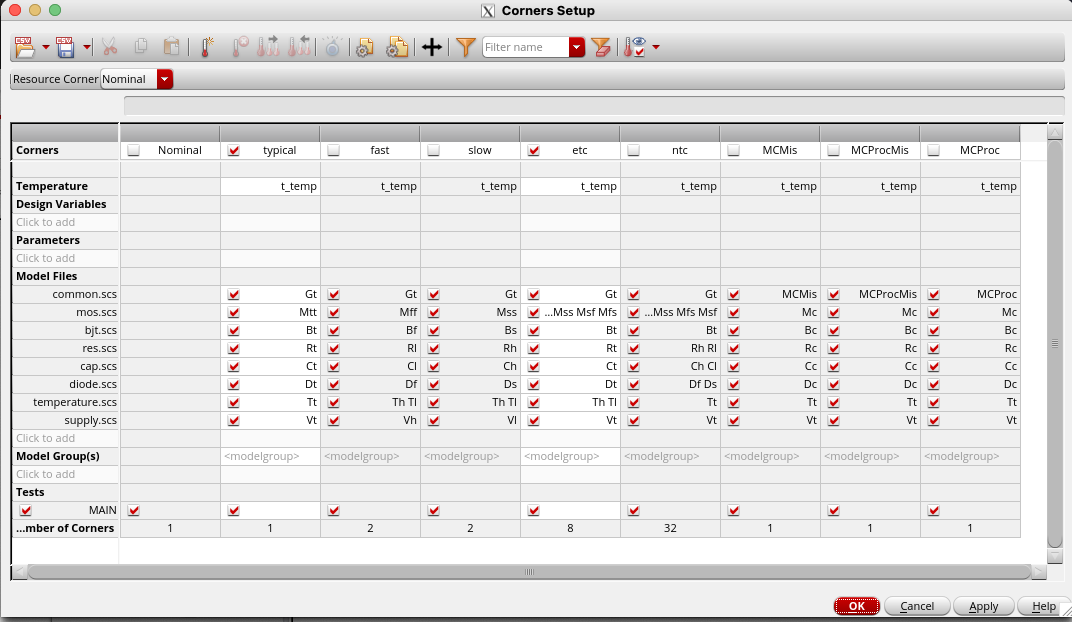 Corners Setup
CSV CSV Filter name
Resource Corner Nominal
Corners Nominal typical fast slow etc ntc MCMis MCProcMis MCProc
Temperature t_temp t_temp t_temp t_temp t_temp t_temp t_temp t_temp
Design Variables
Click to add
Parameters
Click to add
Model Files
common.scs Gt Gt Gt Gt Gt MCMis MCProcMis MCProc
mos.scs Mtt Mff Mss ...Mss Msf Mfs ...Mss Mfs Msf Mc Mc Mc
bjt.scs Bt Bf Bs Bt Bt Bc Bc Bc
res.scs Rt Rl Rh Rt Rh Rl Rc Rc Rc
cap.scs Ct Cl Ch Ct Ch Cl Cc Cc Cc
diode.scs Dt Df Ds Dt Df Ds Dc Dc Dc
temperature.scs Tt Th Tl Th Tl Th Tl Tt Tt Tt Tt
supply.scs Vt Vh Vl Vt Vt Vt Vt Vt
Click to add
Model Group(s) <modelgroup> <modelgroup> <modelgroup> <modelgroup> <modelgroup> <modelgroup> <modelgroup> <modelgroup>
Click to add
Tests
MAIN
...mber of Corners 1 1 2 2 8 32 1 1 1
OK Cancel Apply Help